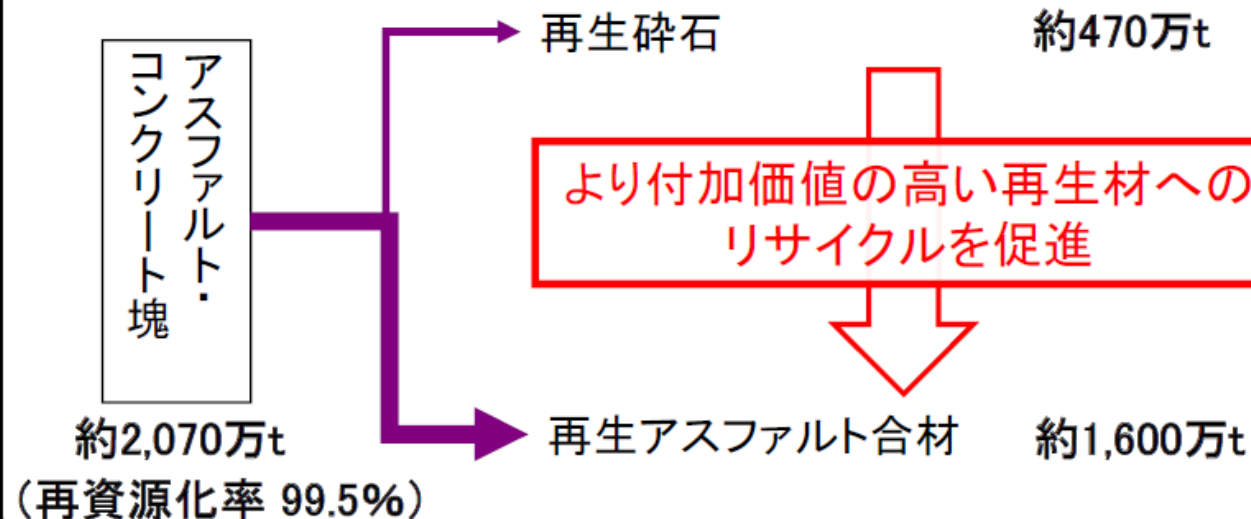 再生砕石
約470万t
アスファルト・
コンクリート塊
より付加価値の高い再生材への
リサイクルを促進
約2,070万t
（再資源化率 99.5%）
再生アスファルト合材
約1,600万t